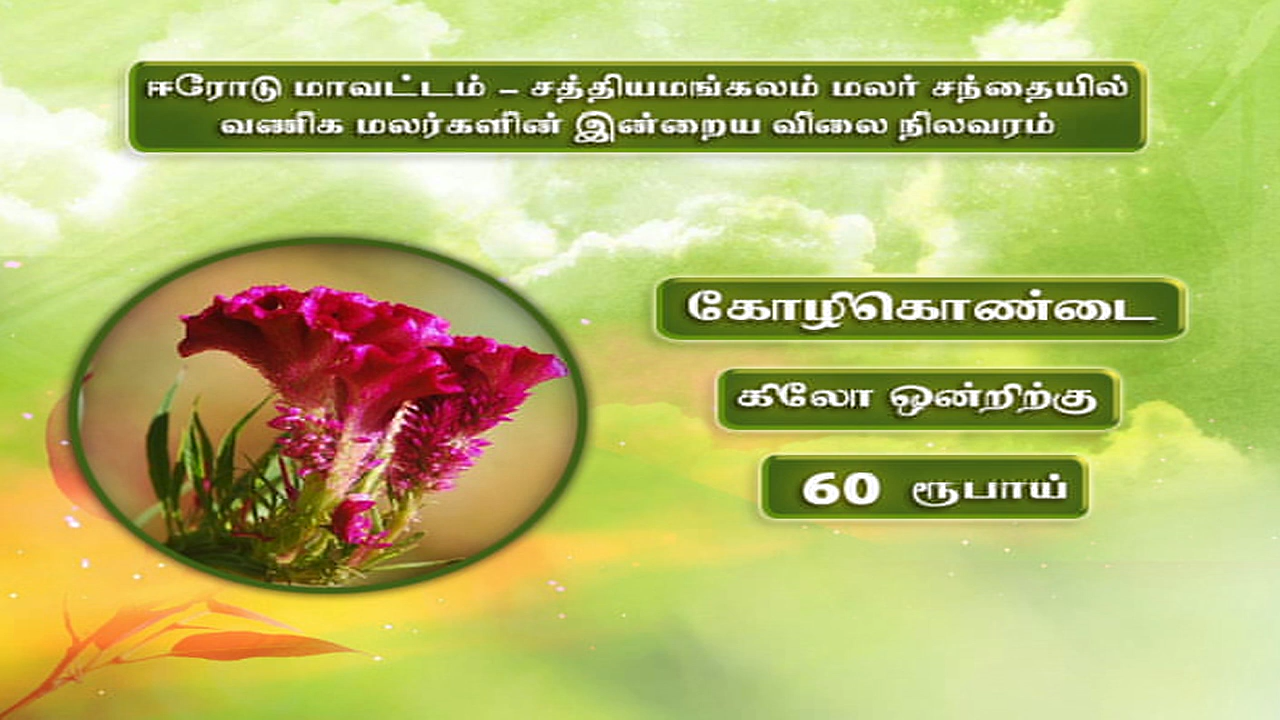 ஈரோடு மாவட்டம் – சத்தியமங்கலம் மலர் சந்தையில்
வணிக மலர்களின் இன்றைய விலை நிலவரம்
கோழிகொண்டை
கிலோ ஒன்றிற்கு
60 ரூபாய்